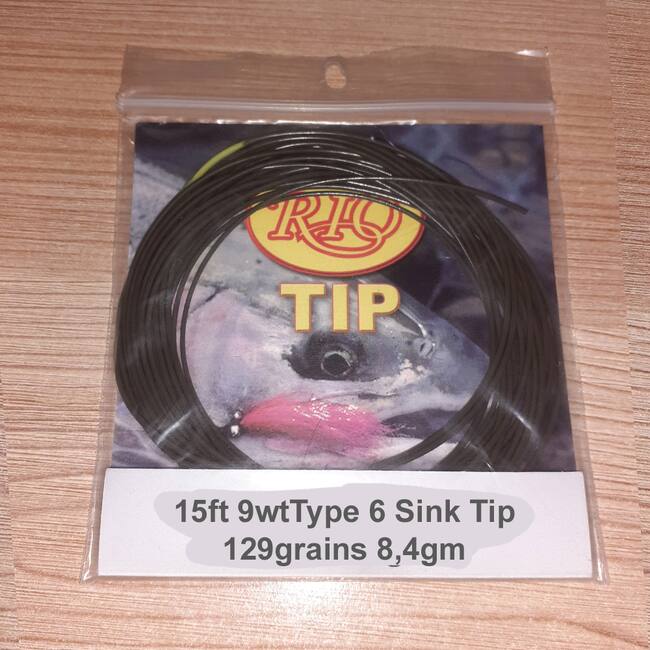 RIO
TIP
15ft 9wtType 6 Sink Tip
129grains 8,4gm